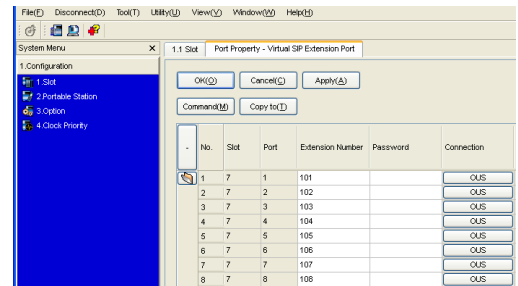 File(F) Disconnect(D) Tool(T) Utility(U) View(V) Window(W) Help(H)
System Menu X
1.1 Slot Port Property - Virtual SIP Extension Port
1.Configuration
1.Slot
2.Portable Station
3.Option
4.Clock Priority
OK(O) Cancel(C) Apply(A)
Command(M) Copy to(T)
- No. Slot Port Extension Number Password Connection
1 7 1 101 OUS
2 7 2 102 OUS
3 7 3 103 OUS
4 7 4 104 OUS
5 7 5 105 OUS
6 7 6 106 OUS
7 7 7 107 OUS
8 7 8 108 OUS